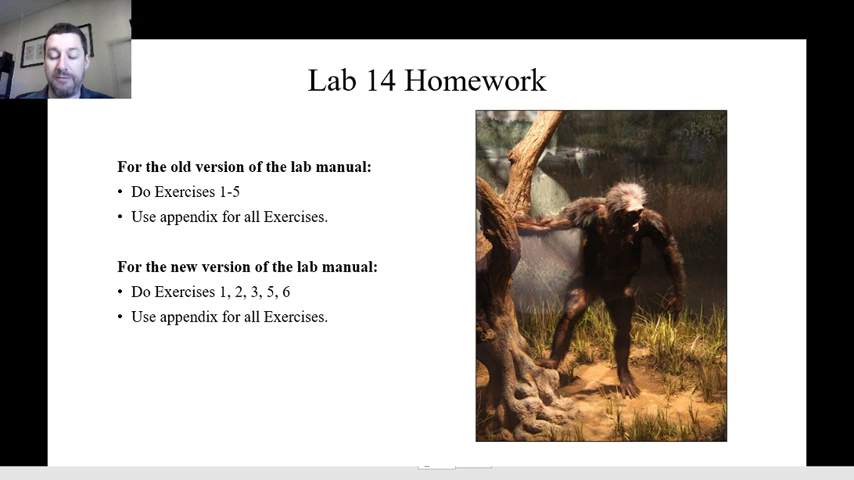 Lab 14 Homework
For the old version of the lab manual:
• Do Exercises 1-5
• Use appendix for all Exercises.
For the new version of the lab manual:
• Do Exercises 1, 2, 3, 5, 6
• Use appendix for all Exercises.